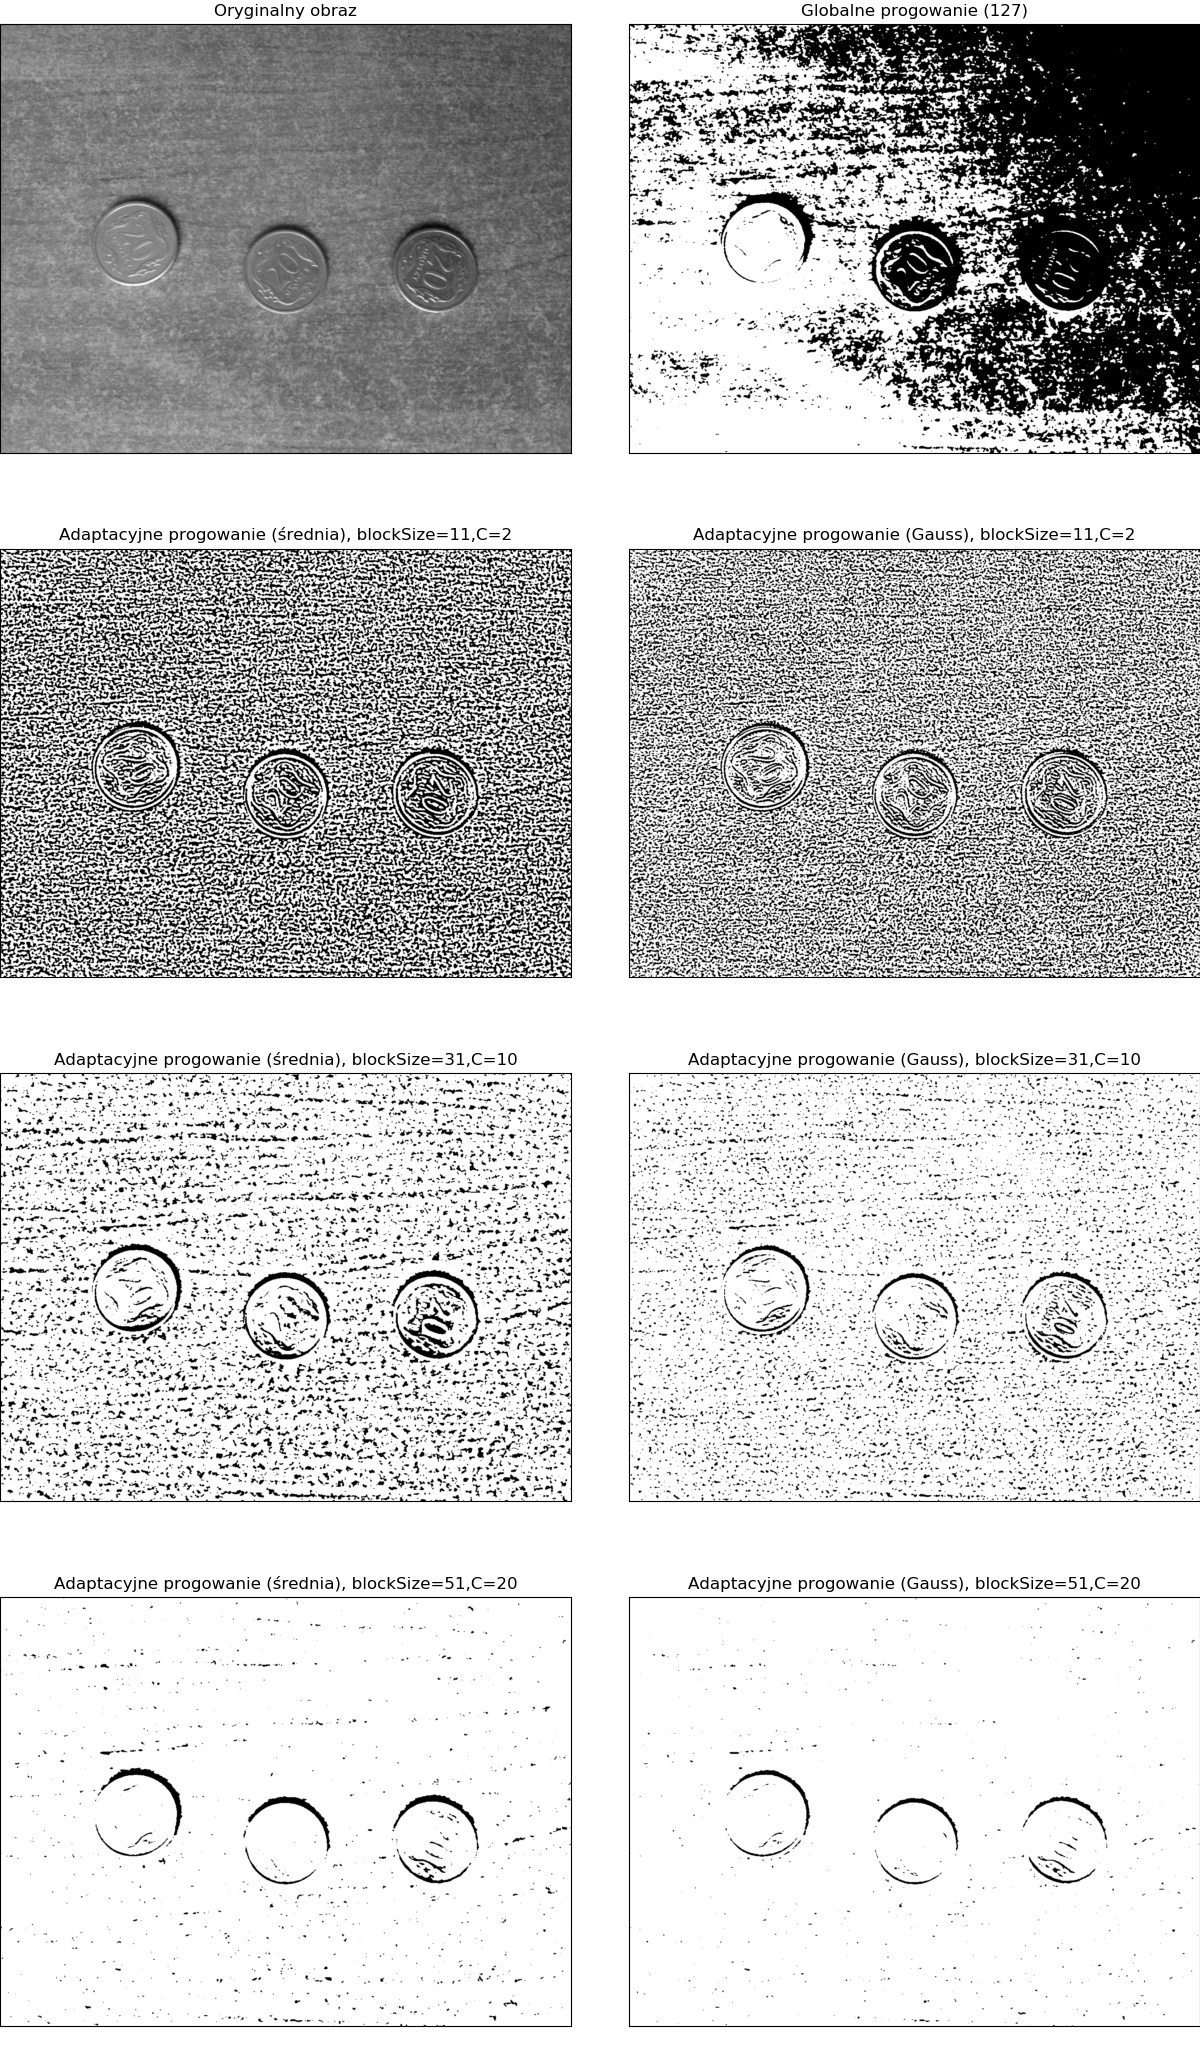 Oryginalny obraz
Globalne progowanie (127)
Adaptacyjne progowanie (średnia), blockSize=11,C=2
Adaptacyjne progowanie (Gauss), blockSize=11,C=2
Adaptacyjne progowanie (średnia), blockSize=31,C=10
Adaptacyjne progowanie (Gauss), blockSize=31,C=10
Adaptacyjne progowanie (średnia), blockSize=51,C=20
Adaptacyjne progowanie (Gauss), blockSize=51,C=20